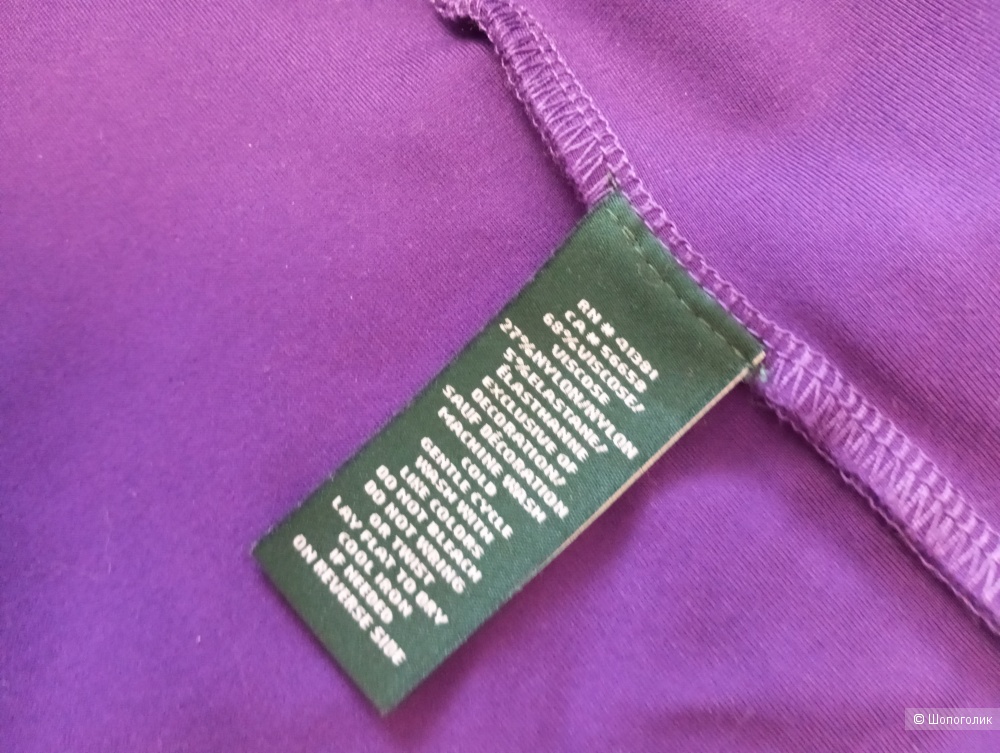 RN # 41381
CA # 56658
68%VISCOSE/
VISCOSE
27%NYLON/NYLON
5%ELASTANE/
ÉLASTHANNE
EXCLUSIVE OF
DECORATION/
SAUF DÉCORATION
MACHINE WASH
COLD
GENTLE CYCLE
WASH WITH
LIKE COLORS
DO NOT BLEACH
DO NOT WRING
OR TWIST
LAY FLAT TO DRY
COOL IRON
IF NEEDED
ON REVERSE SIDE
© Шопоголик